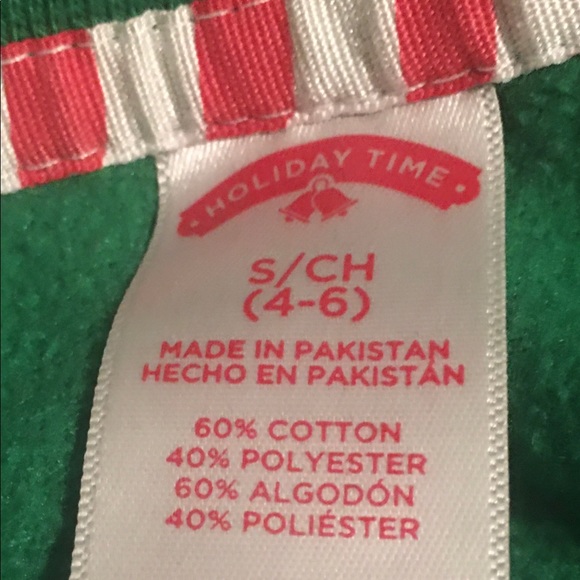 • HOLIDAY TIME •
S/CH
(4-6)
MADE IN PAKISTAN
HECHO EN PAKISTÁN
60% COTTON
40% POLYESTER
60% ALGODÓN
40% POLIÉSTER